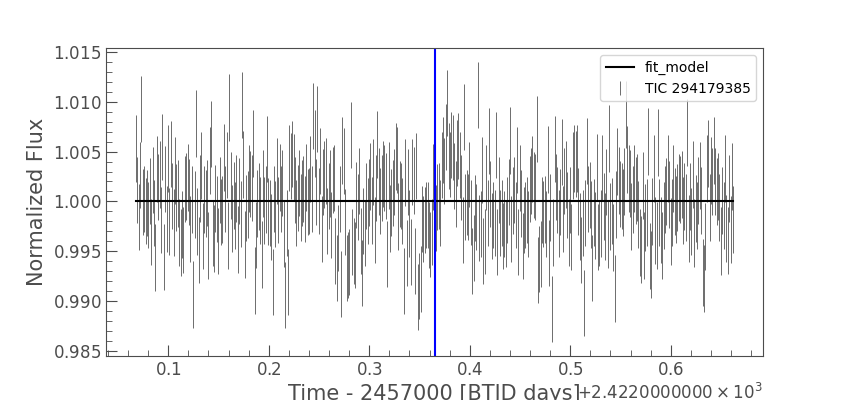 1.015
1.010
1.005
1.000
0.995
0.990
0.985
Normalized Flux
fit_model
TIC 294179385
0.1 0.2 0.3 0.4 0.5 0.6
Time - 2457000 [BTJD days]
+2.4220000000 × 10³